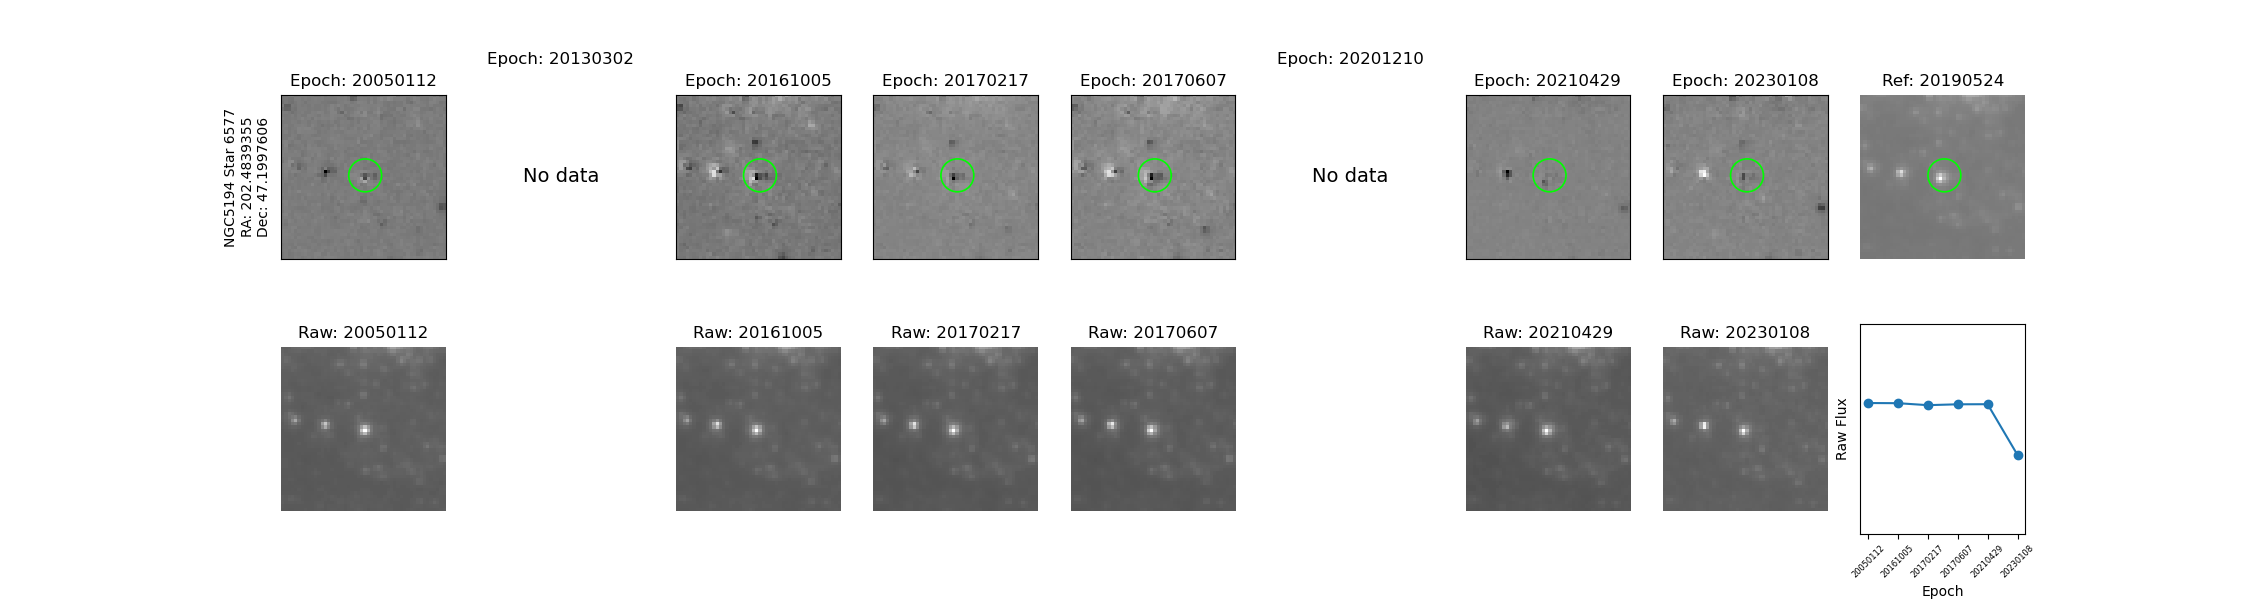 Epoch: 20130302
Epoch: 20201210
Epoch: 20050112
Epoch: 20161005
Epoch: 20170217
Epoch: 20170607
Epoch: 20210429
Epoch: 20230108
Ref: 20190524
NGC5194 Star 6577
RA: 202.4839355
Dec: 47.1997606
No data
No data
Raw: 20050112
Raw: 20161005
Raw: 20170217
Raw: 20170607
Raw: 20210429
Raw: 20230108
Raw Flux
20050112
20161005
20170217
20170607
20210429
20230108
Epoch